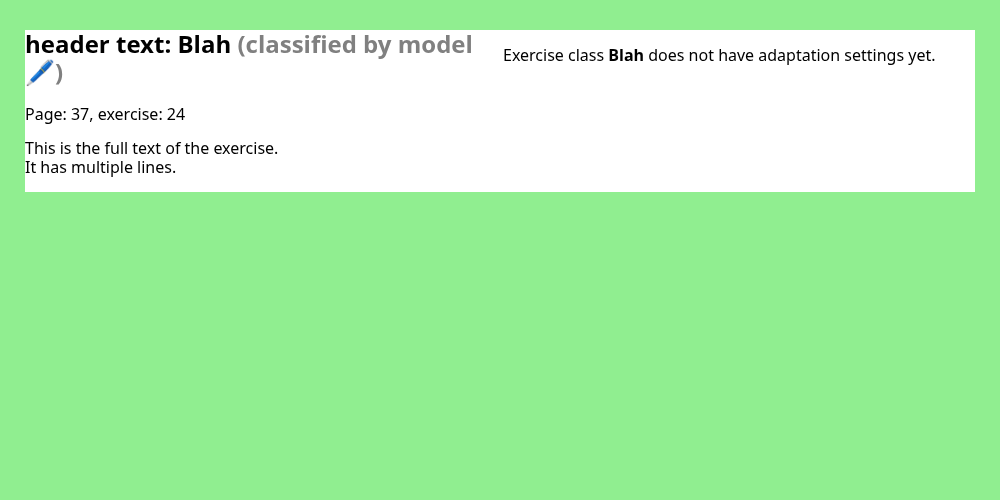 header text: Blah (classified by model
🖊️)
Page: 37, exercise: 24
This is the full text of the exercise.
It has multiple lines.
Exercise class Blah does not have adaptation settings yet.